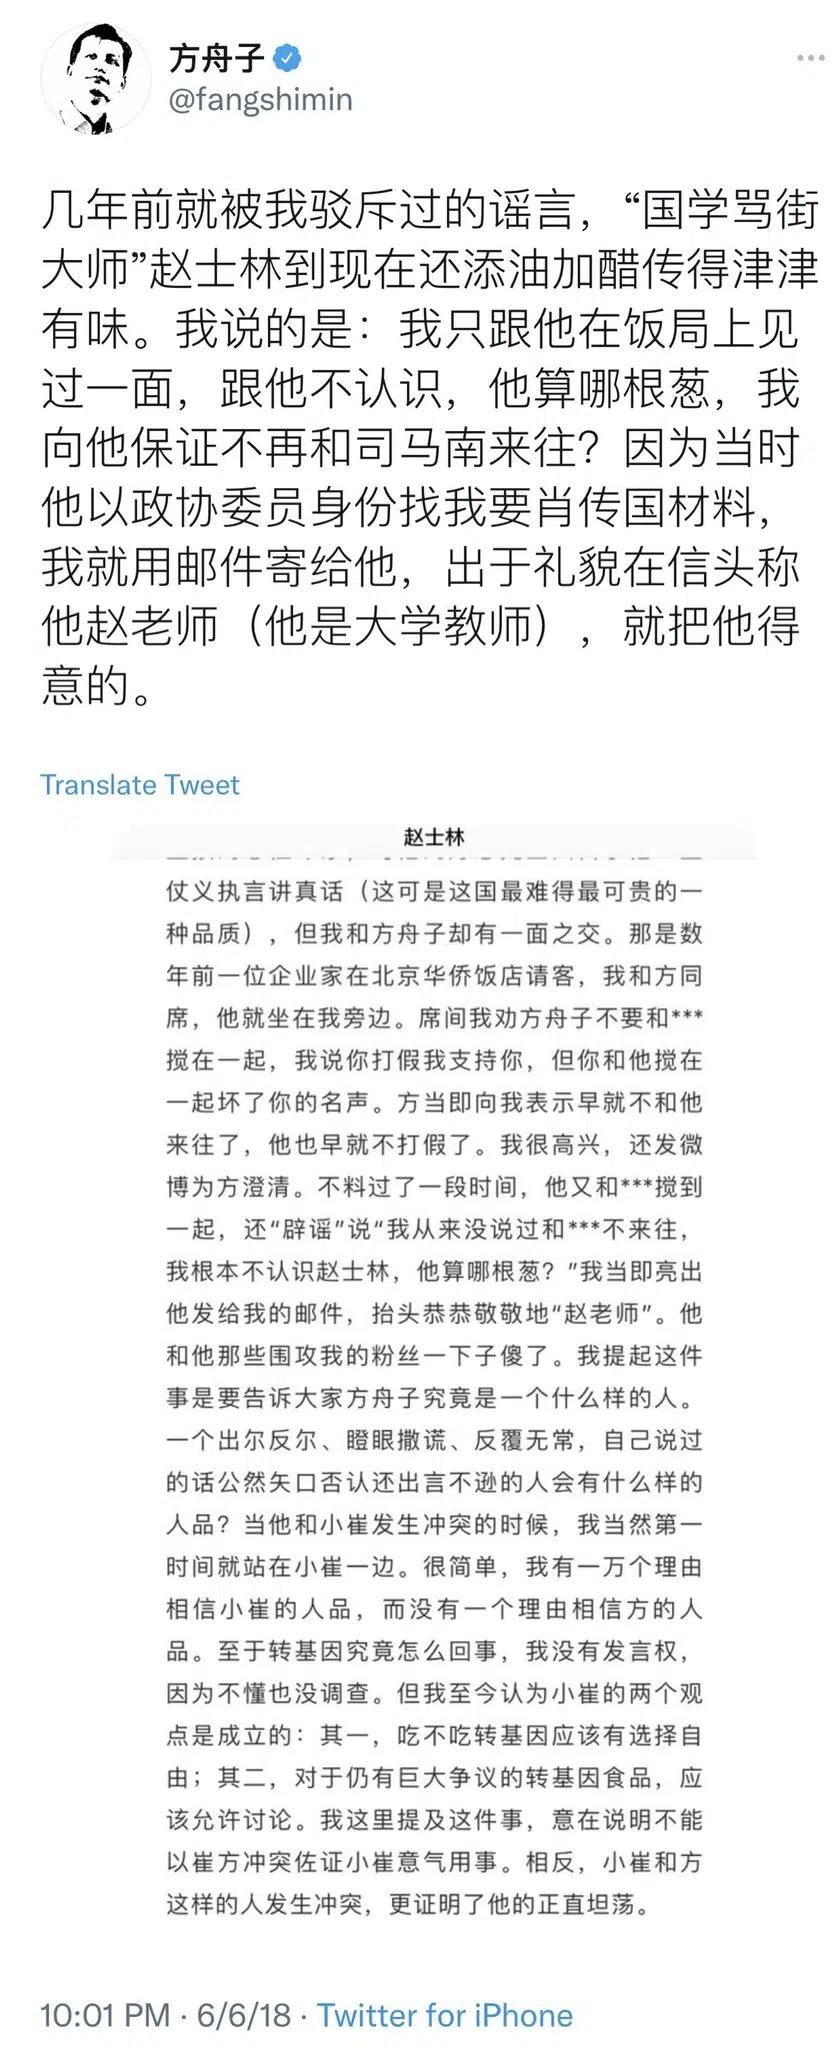 方舟子
@fangshimin
几年前就被我驳斥过的谣言，“国学骂街
大师”赵士林到现在还添油加醋传得津津
有味。我说的是：我只跟他在饭局上见
过一面，跟他不认识，他算哪根葱，我
向他保证不再和司马南来往？因为当时
他以政协委员身份找我要肖传国材料，
我就用邮件寄给他，出于礼貌在信头称
他赵老师（他是大学教师），就把他得
意的。
Translate Tweet
赵士林
仗义执言讲真话（这可是这国最难得最可贵的一
种品质），但我和方舟子却有一面之交。那是数
年前一位企业家在北京华侨饭店请客，我和方同
席，他就坐在我旁边。席间我劝方舟子不要和***
搅在一起，我说你打假我支持你，但你和他搅在
一起坏了你的名声。方当即向我表示早就不和他
来往了，他也早就不打假了。我很高兴，还发微
博为方澄清。不料过了一段时间，他又和***搅到
一起，还“辟谣”说“我从来没说过和***不来往，
我根本不认识赵士林，他算哪根葱？”我当即亮出
他发给我的邮件，抬头恭恭敬敬地“赵老师”。他
和他那些围攻我的粉丝一下子傻了。我提起这件
事是要告诉大家方舟子究竟是一个什么样的人。
一个出尔反尔、瞪眼撒谎、反覆无常，自己说过
的话公然矢口否认还出言不逊的人会有什么样的
人品？当他和小崔发生冲突的时候，我当然第一
时间就站在小崔一边。很简单，我有一万个理由
相信小崔的人品，而没有一个理由相信方的人
品。至于转基因究竟怎么回事，我没有发言权，
因为不懂也没调查。但我至今认为小崔的两个观
点是成立的：其一，吃不吃转基因应该有选择自
由；其二，对于仍有巨大争议的转基因食品，应
该允许讨论。我这里提及这件事，意在说明不能
以崔方冲突佐证小崔意气用事。相反，小崔和方
这样的人发生冲突，更证明了他的正直坦荡。
10:01 PM · 6/6/18 · Twitter for iPhone